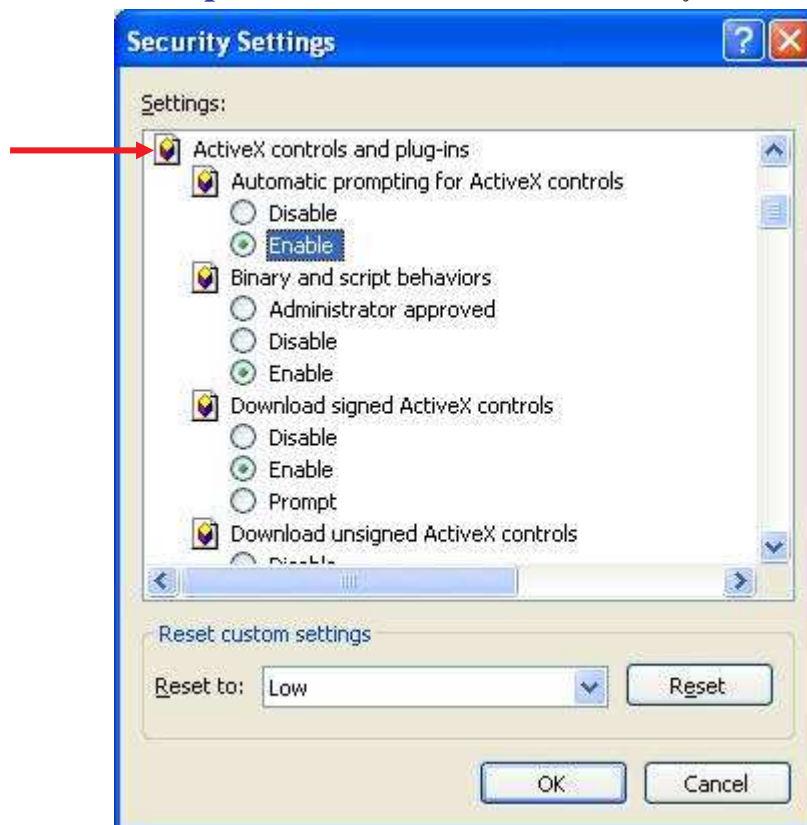 Security Settings
Settings:
ActiveX controls and plug-ins
Automatic prompting for ActiveX controls
Disable
Enable
Binary and script behaviors
Administrator approved
Disable
Enable
Download signed ActiveX controls
Disable
Enable
Prompt
Download unsigned ActiveX controls
Reset custom settings
Reset to: Low Reset
OK Cancel